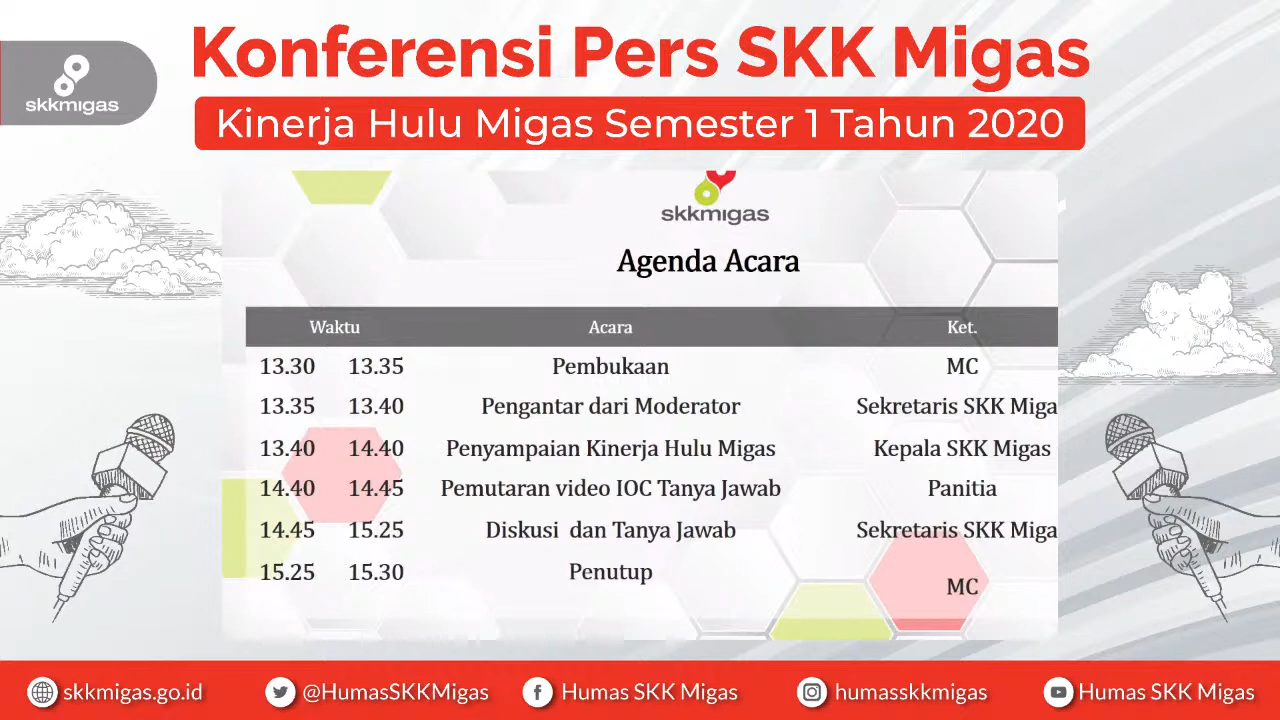 skkmigas
Konferensi Pers SKK Migas
Kinerja Hulu Migas Semester 1 Tahun 2020
skkmigas
Agenda Acara
Waktu Acara Ket.
13.30 13.35 Pembukaan MC
13.35 13.40 Pengantar dari Moderator Sekretaris SKK Miga
13.40 14.40 Penyampaian Kinerja Hulu Migas Kepala SKK Migas
14.40 14.45 Pemutaran video IOC Tanya Jawab Panitia
14.45 15.25 Diskusi dan Tanya Jawab Sekretaris SKK Miga
15.25 15.30 Penutup MC
skkmigas.go.id @HumasSKKMigas Humas SKK Migas humasskkmigas Humas SKK Migas